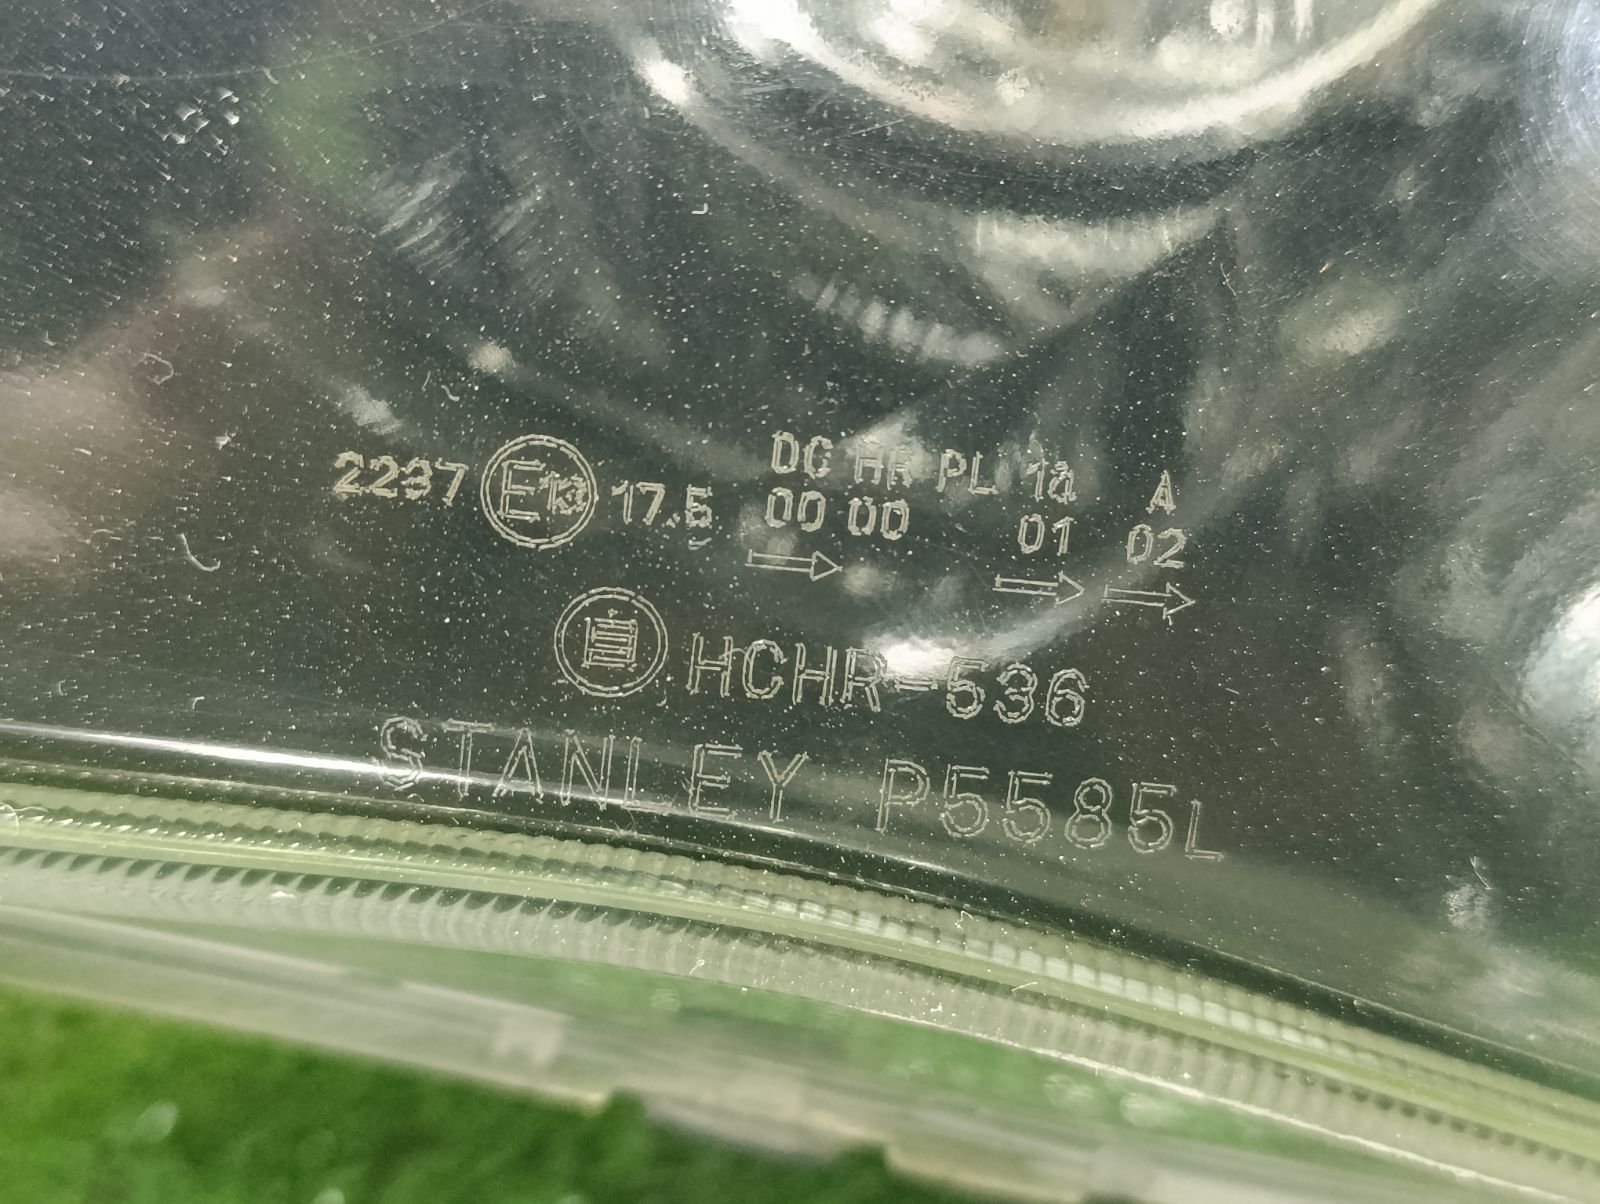 2237 E13 17.5 DC HR PL 1a A
00 00 01 02
HCHR-536
STANLEY P5585L